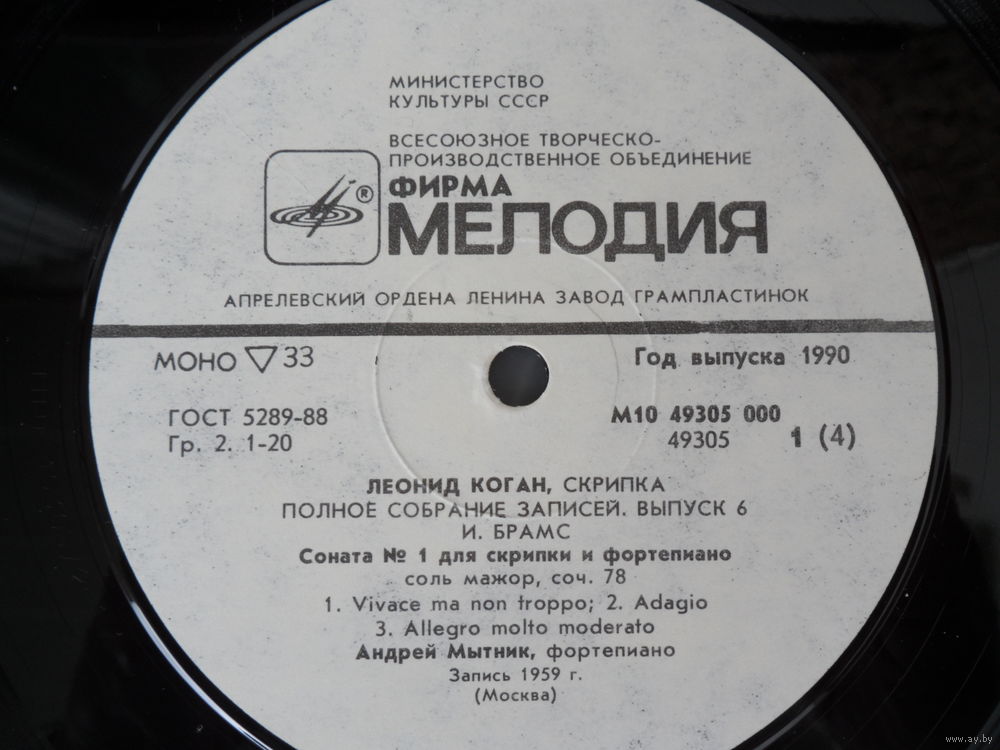 МИНИСТЕРСТВО
КУЛЬТУРЫ СССР
ВСЕСОЮЗНОЕ ТВОРЧЕСКО-
ПРОИЗВОДСТВЕННОЕ ОБЪЕДИНЕНИЕ
®
ФИРМА
МЕЛОДИЯ
АПРЕЛЕВСКИЙ ОРДЕНА ЛЕНИНА ЗАВОД ГРАМПЛАСТИНОК
МОНО ▽ 33 Год выпуска 1990
ГОСТ 5289-88 М10 49305 000
Гр. 2. 1-20 49305 1 (4)
ЛЕОНИД КОГАН, СКРИПКА
ПОЛНОЕ СОБРАНИЕ ЗАПИСЕЙ. ВЫПУСК 6
И. БРАМС
Соната № 1 для скрипки и фортепиано
соль мажор, соч. 78
1. Vivace ma non troppo; 2. Adagio
3. Allegro molto moderato
Андрей Мытник, фортепиано
Запись 1959 г.
(Москва)
www.ay.by